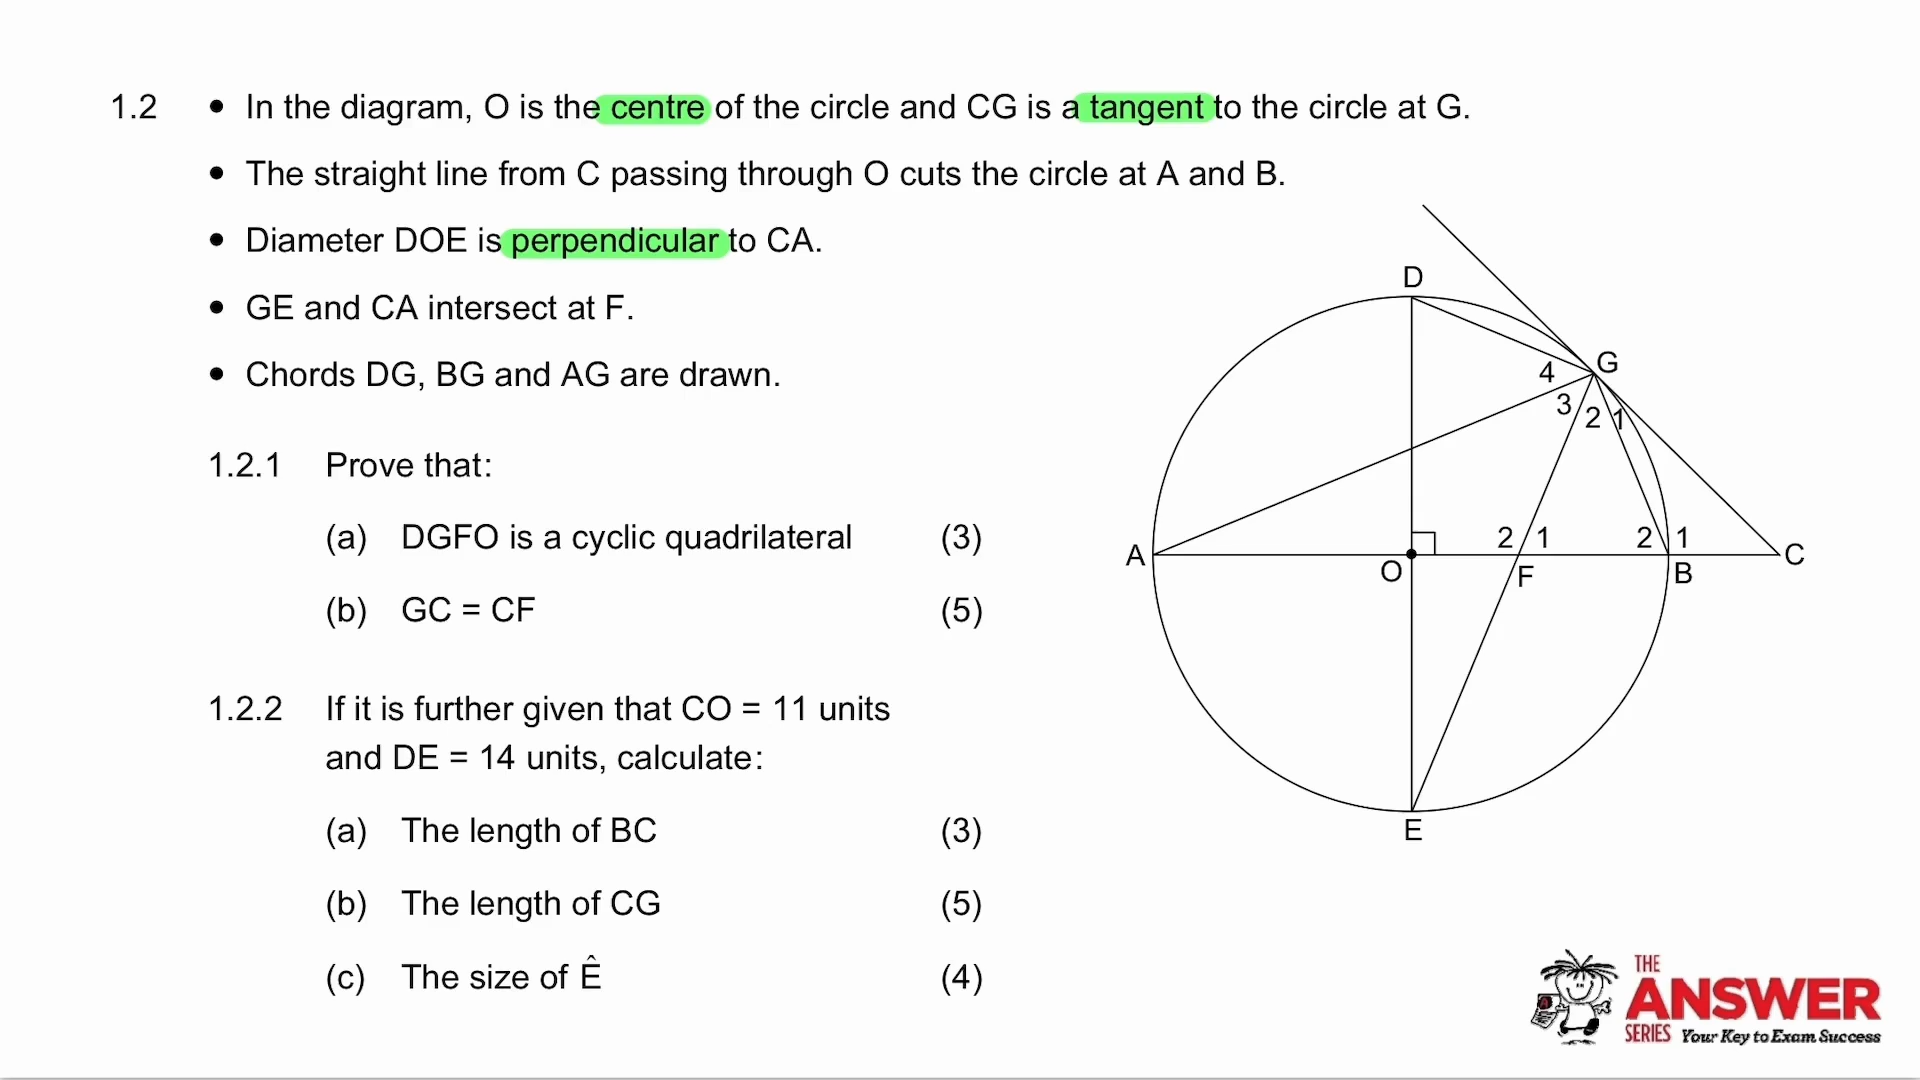 1.2 • In the diagram, O is the centre of the circle and CG is a tangent to the circle at G.
• The straight line from C passing through O cuts the circle at A and B.
• Diameter DOE is perpendicular to CA.
• GE and CA intersect at F.
• Chords DG, BG and AG are drawn.
1.2.1 Prove that:
(a) DGFO is a cyclic quadrilateral (3)
(b) GC = CF (5)
1.2.2 If it is further given that CO = 11 units
and DE = 14 units, calculate:
(a) The length of BC (3)
(b) The length of CG (5)
(c) The size of Ê (4)
D
G
4
3 2 1
2 1 2 1
A O F B C
E
THE
ANSWER
SERIES Your Key to Exam Success